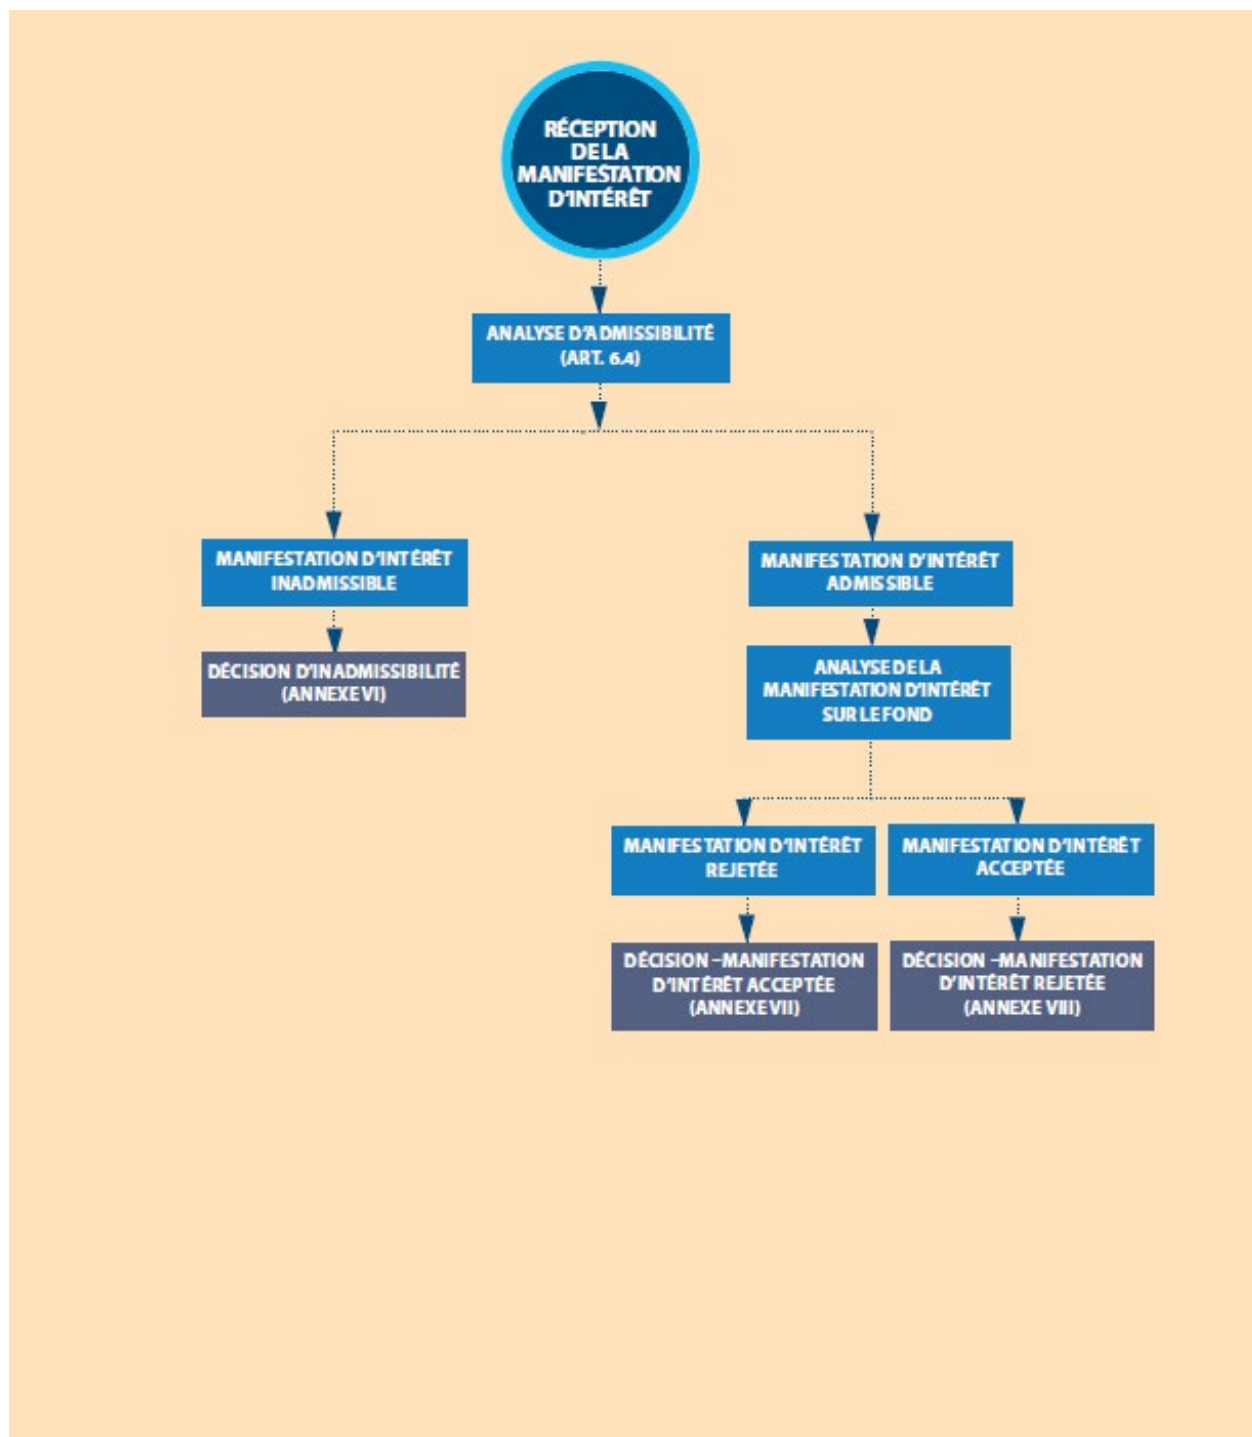 RÉCEPTION
DE LA
MANIFESTATION
D'INTÉRÊT
ANALYSE D'ADMISSIBILITÉ
(ART. 6.4)
MANIFESTATION D'INTÉRÊT
INADMISSIBLE
DÉCISION D'INADMISSIBILITÉ
(ANNEXE VI)
MANIFESTATION D'INTÉRÊT
ADMISSIBLE
ANALYSE DE LA
MANIFESTATION D'INTÉRÊT
SUR LE FOND
MANIFESTATION D'INTÉRÊT
REJETÉE
MANIFESTATION D'INTÉRÊT
ACCEPTÉE
DÉCISION –MANIFESTATION
D'INTÉRÊT ACCEPTÉE
(ANNEXE VII)
DÉCISION –MANIFESTATION
D'INTÉRÊT REJETÉE
(ANNEXE VIII)